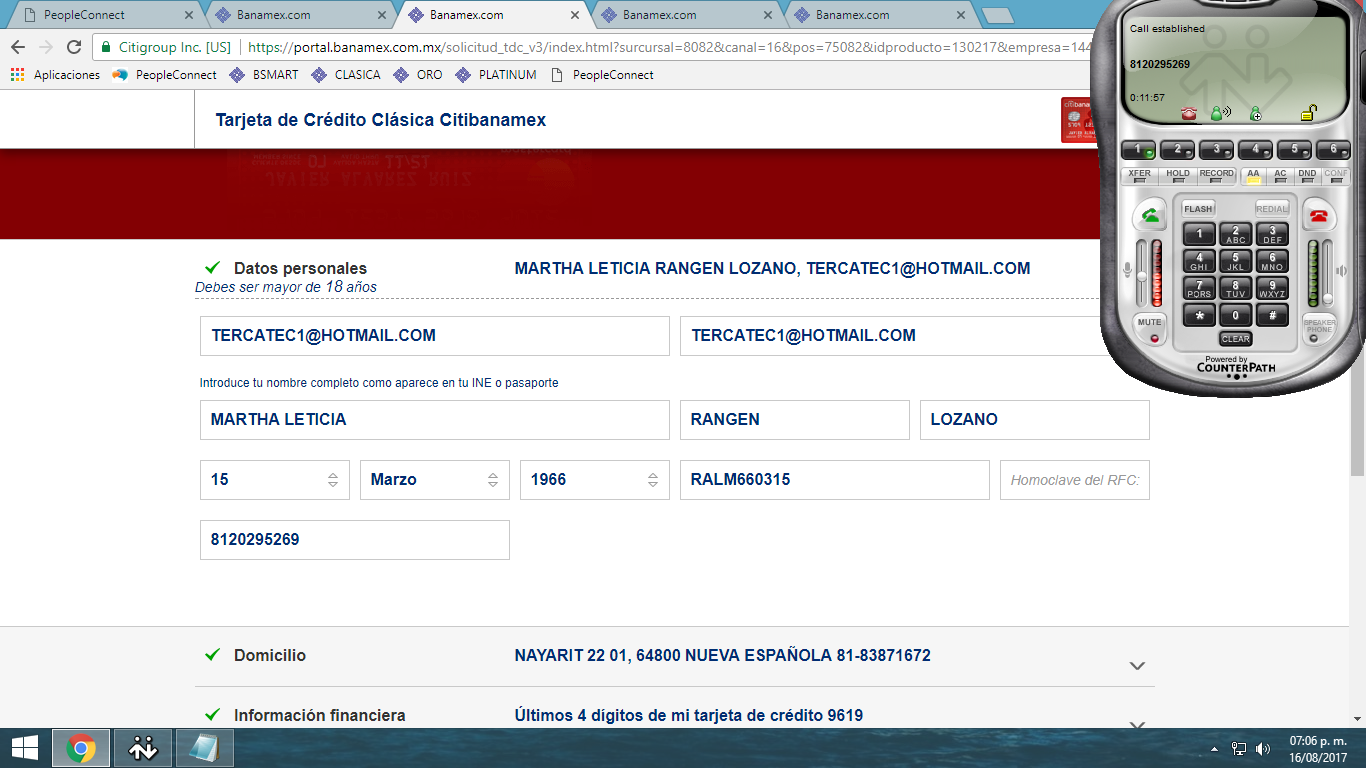 PeopleConnect
Banamex.com
Banamex.com
Banamex.com
Banamex.com
Citigroup Inc. [US] https://portal.banamex.com.mx/solicitud_tdc_v3/index.html?surcursal=8082&canal=16&pos=75082&idproducto=130217&empresa=144
Aplicaciones PeopleConnect BSMART CLASICA ORO PLATINUM PeopleConnect
Tarjeta de Crédito Clásica Citibanamex
JAVIER ALVAREZ RUIZ
Datos personales MARTHA LETICIA RANGEN LOZANO, TERCATEC1@HOTMAIL.COM
Debes ser mayor de 18 años
TERCATEC1@HOTMAIL.COM TERCATEC1@HOTMAIL.COM
Introduce tu nombre completo como aparece en tu INE o pasaporte
MARTHA LETICIA RANGEN LOZANO
15 Marzo 1966 RALM660315 Homoclave del RFC:
8120295269
Domicilio NAYARIT 22 01, 64800 NUEVA ESPAÑOLA 81-83871672
Información financiera Últimos 4 dígitos de mi tarjeta de crédito 9619
Call established
8120295269
0:11:57
1 2 3 4 5 6
XFER HOLD RECORD AA AC DND CONF
FLASH REDIAL
1 2 ABC 3 DEF
4 GHI 5 JKL 6 MNO
7 PQRS 8 TUV 9 WXYZ
* 0 #
MUTE SPEAKER PHONE
CLEAR
Powered by
COUNTERPATH
07:06 p. m.
16/08/2017